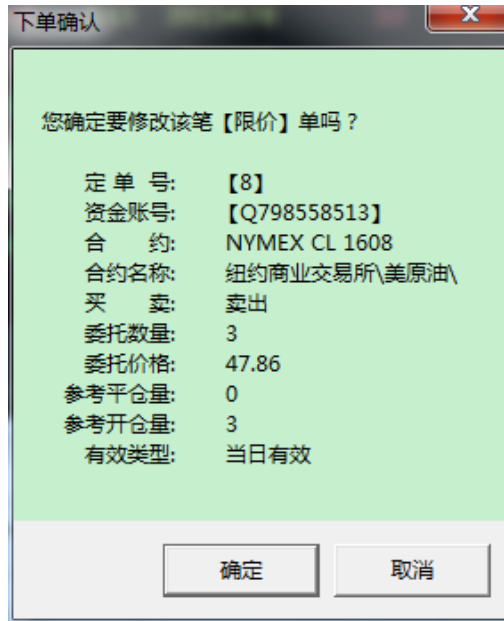 下单确认
您确定要修改该笔【限价】单吗？
定 单 号: 【8】
资金账号: 【Q798558513】
合 约: NYMEX CL 1608
合约名称: 纽约商业交易所\美原油\
买 卖: 卖出
委托数量: 3
委托价格: 47.86
参考平仓量: 0
参考开仓量: 3
有效类型: 当日有效
确定 取消